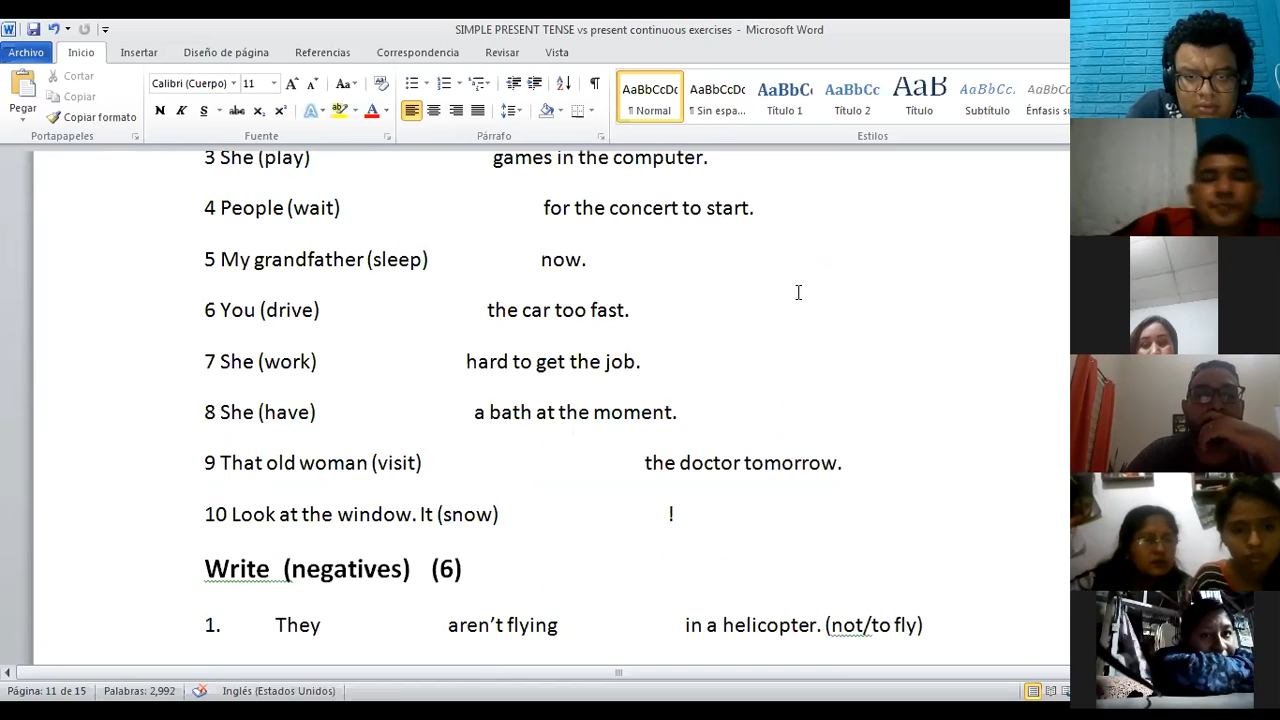 SIMPLE PRESENT TENSE vs present continuous exercises - Microsoft Word
Archivo Inicio Insertar Diseño de página Referencias Correspondencia Revisar Vista
Pegar
Cortar
Copiar
Copiar formato
Portapapeles
Calibri (Cuerpo) 11
Fuente
Párrafo
AaBbCcDc AaBbCcDc AaBbC AaBbCc AaB AaBbCc. AaBbCcD
¶ Normal ¶ Sin espa... Título 1 Título 2 Título Subtítulo Énfasis su
Estilos
3 She (play) games in the computer.
4 People (wait) for the concert to start.
5 My grandfather (sleep) now.
6 You (drive) the car too fast.
7 She (work) hard to get the job.
8 She (have) a bath at the moment.
9 That old woman (visit) the doctor tomorrow.
10 Look at the window. It (snow) !
Write (negatives) (6)
1. They aren't flying in a helicopter. (not/to fly)
Página: 11 de 15 Palabras: 2,992 Inglés (Estados Unidos)